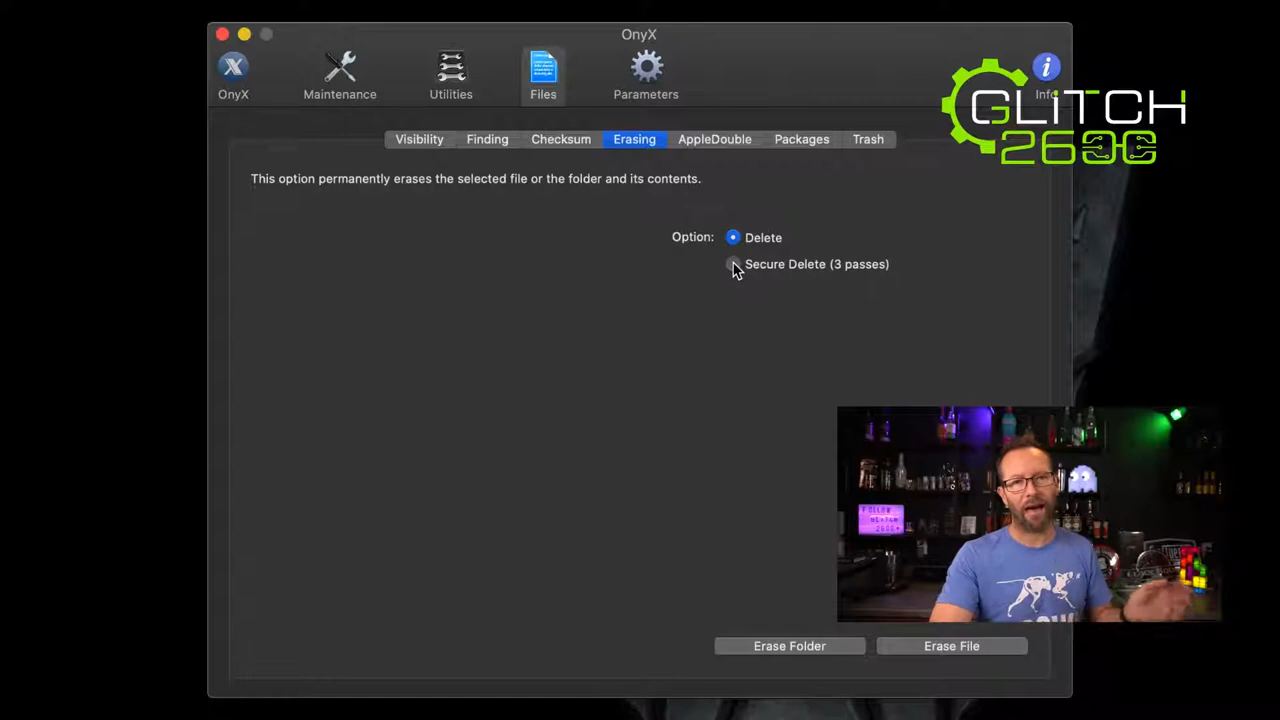 OnyX
OnyX
Maintenance
Utilities
Files
Parameters
Info
GLiTCH
2600
Visibility
Finding
Checksum
Erasing
AppleDouble
Packages
Trash
This option permanently erases the selected file or the folder and its contents.
Option:
Delete
Secure Delete (3 passes)
FOLLOW
Erase Folder
Erase File